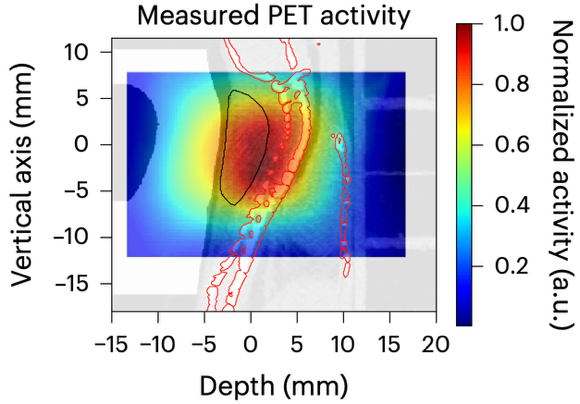 Measured PET activity
Vertical axis (mm)
10
5
0
−5
−10
−15
−15 −10 −5 0 5 10 15 20
Depth (mm)
1.0
0.8
0.6
0.4
0.2
Normalized activity (a.u.)